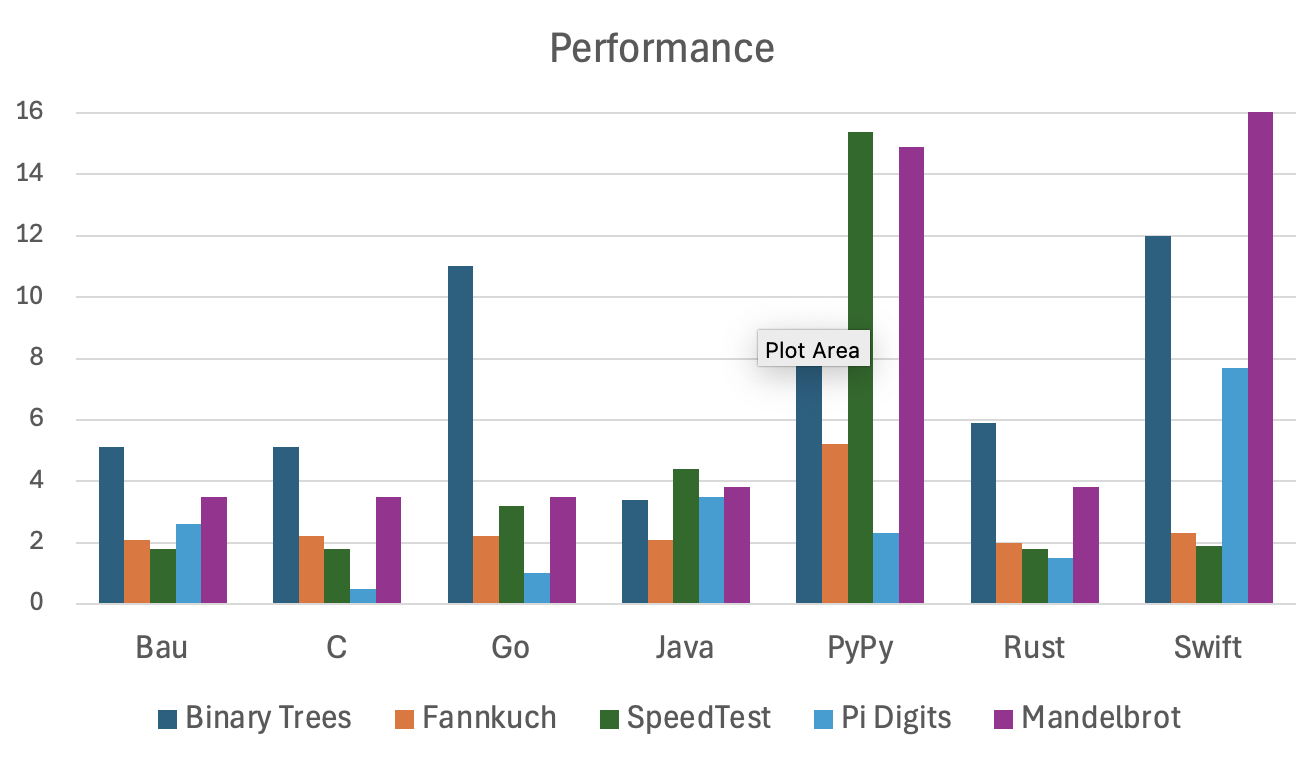 Performance
16
14
12
10
8
Plot Area
6
4
2
0
Bau C Go Java PyPy Rust Swift
Binary Trees Fannkuch SpeedTest Pi Digits Mandelbrot